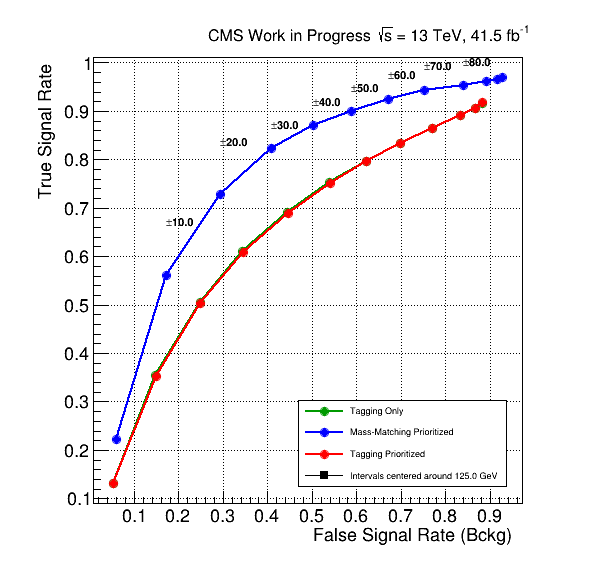 CMS Work in Progress √s = 13 TeV, 41.5 fb⁻¹
True Signal Rate
1
0.9
0.8
0.7
0.6
0.5
0.4
0.3
0.2
0.1
±10.0
±20.0
±30.0
±40.0
±50.0
±60.0
±70.0
±80.0
Tagging Only
Mass-Matching Prioritized
Tagging Prioritized
Intervals centered around 125.0 GeV
0.1 0.2 0.3 0.4 0.5 0.6 0.7 0.8 0.9
False Signal Rate (Bckg)